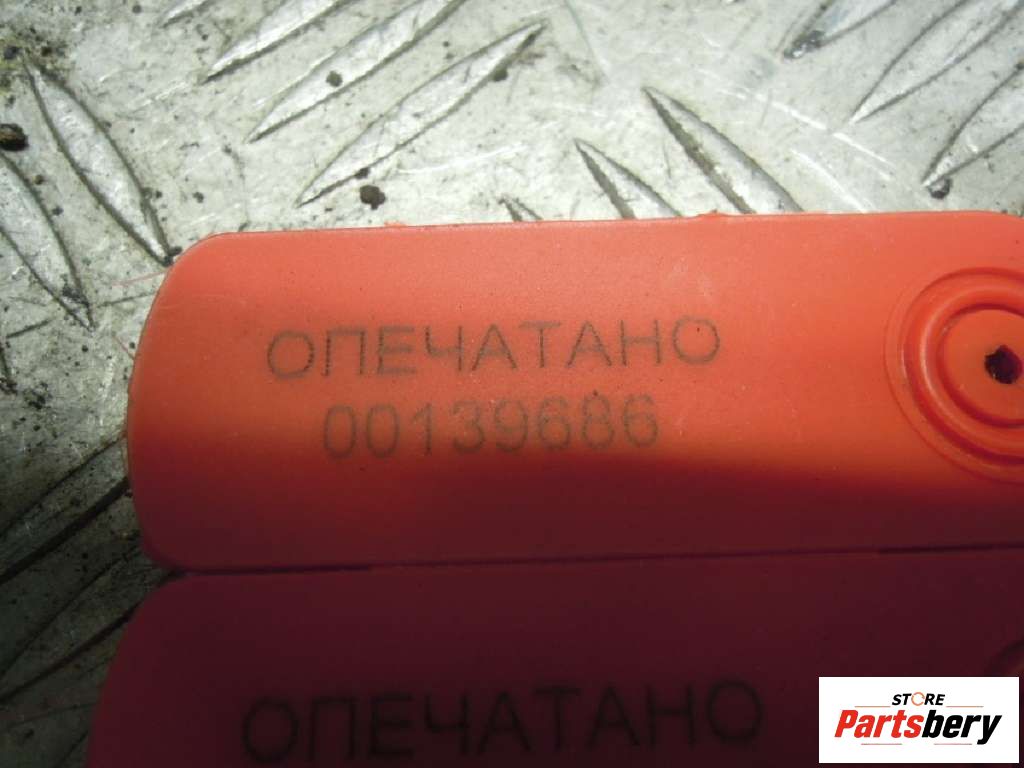 ОПЕЧАТАНО
00139686
ОПЕЧАТАНО
STORE
Partsbery